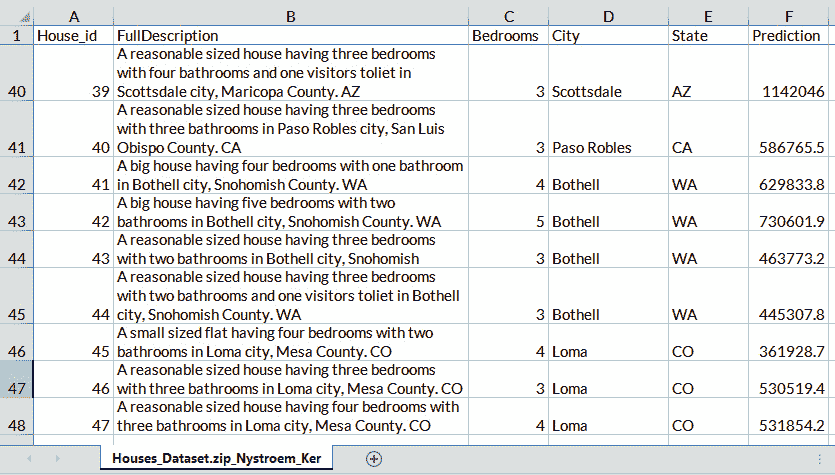 A B C D E F
1 House_id FullDescription Bedrooms City State Prediction
A reasonable sized house having three bedrooms
with four bathrooms and one visitors toliet in
40 39 Scottsdale city, Maricopa County. AZ 3 Scottsdale AZ 1142046
A reasonable sized house having three bedrooms
with three bathrooms in Paso Robles city, San Luis
41 40 Obispo County. CA 3 Paso Robles CA 586765.5
A big house having four bedrooms with one bathroom
42 41 in Bothell city, Snohomish County. WA 4 Bothell WA 629833.8
A big house having five bedrooms with two
43 42 bathrooms in Bothell city, Snohomish County. WA 5 Bothell WA 730601.9
A reasonable sized house having three bedrooms
44 43 with two bathrooms in Bothell city, Snohomish 3 Bothell WA 463773.2
A reasonable sized house having three bedrooms
with two bathrooms and one visitors toliet in Bothell
45 44 city, Snohomish County. WA 3 Bothell WA 445307.8
A small sized flat having four bedrooms with two
46 45 bathrooms in Loma city, Mesa County. CO 4 Loma CO 361928.7
A reasonable sized house having three bedrooms
47 46 with three bathrooms in Loma city, Mesa County. CO 3 Loma CO 530519.4
A reasonable sized house having four bedrooms with
48 47 three bathrooms in Loma city, Mesa County. CO 4 Loma CO 531854.2
Houses_Dataset.zip_Nystroem_Ker